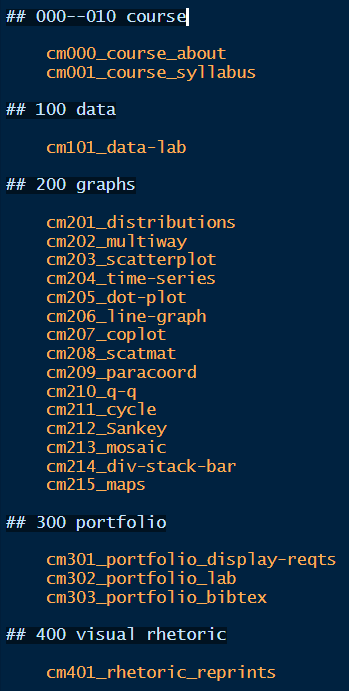 ## 000--010 course
cm000_course_about
cm001_course_syllabus
## 100 data
cm101_data-lab
## 200 graphs
cm201_distributions
cm202_multiway
cm203_scatterplot
cm204_time-series
cm205_dot-plot
cm206_line-graph
cm207_coplot
cm208_scatmat
cm209_paracoord
cm210_q-q
cm211_cycle
cm212_Sankey
cm213_mosaic
cm214_div-stack-bar
cm215_maps
## 300 portfolio
cm301_portfolio_display-reqts
cm302_portfolio_lab
cm303_portfolio_bibtex
## 400 visual rhetoric
cm401_rhetoric_reprints